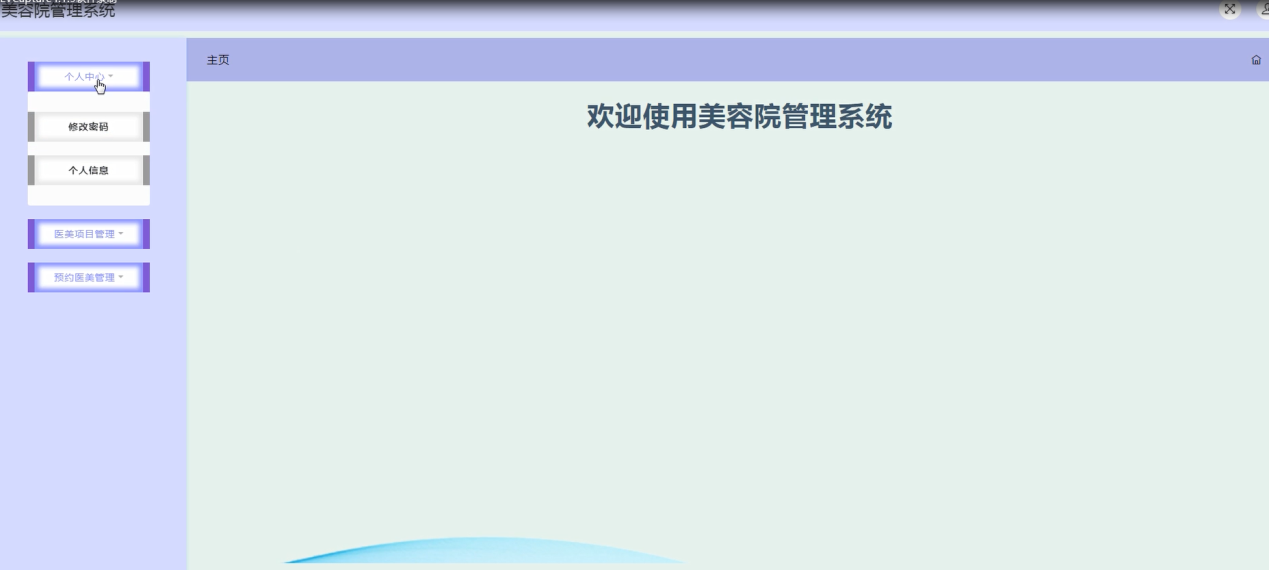 美容院管理系统
主页
个人中心
修改密码
个人信息
医美项目管理
预约医美管理
欢迎使用美容院管理系统